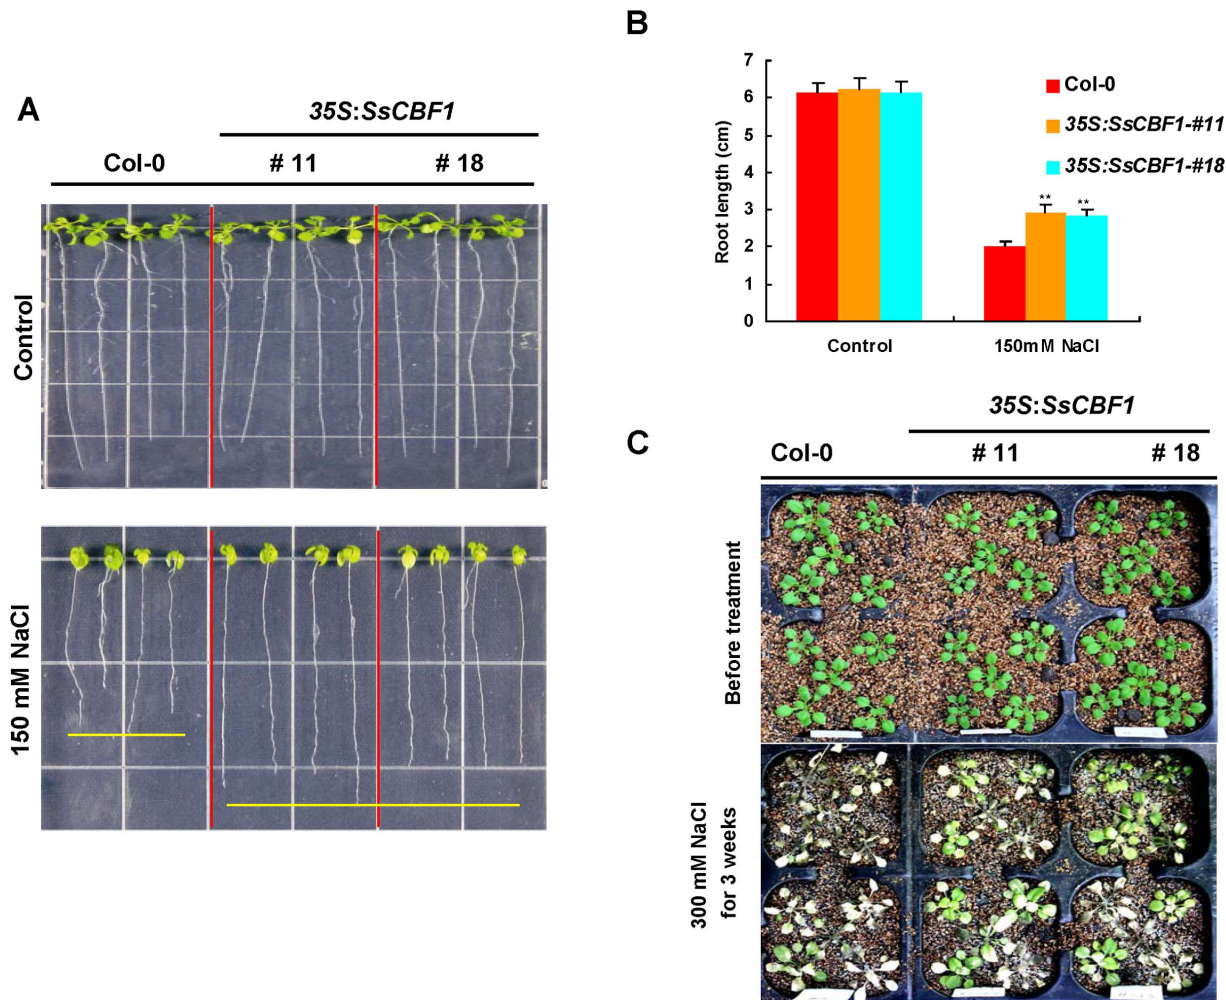 A
35S:SsCBF1
Col-0
# 11
# 18
Control
150 mM NaCl
B
7
6
5
4
3
2
1
0
Root length (cm)
Col-0
35S:SsCBF1-#11
35S:SsCBF1-#18
**
**
Control
150mM NaCl
C
35S:SsCBF1
Col-0
# 11
# 18
Before treatment
300 mM NaCl
for 3 weeks